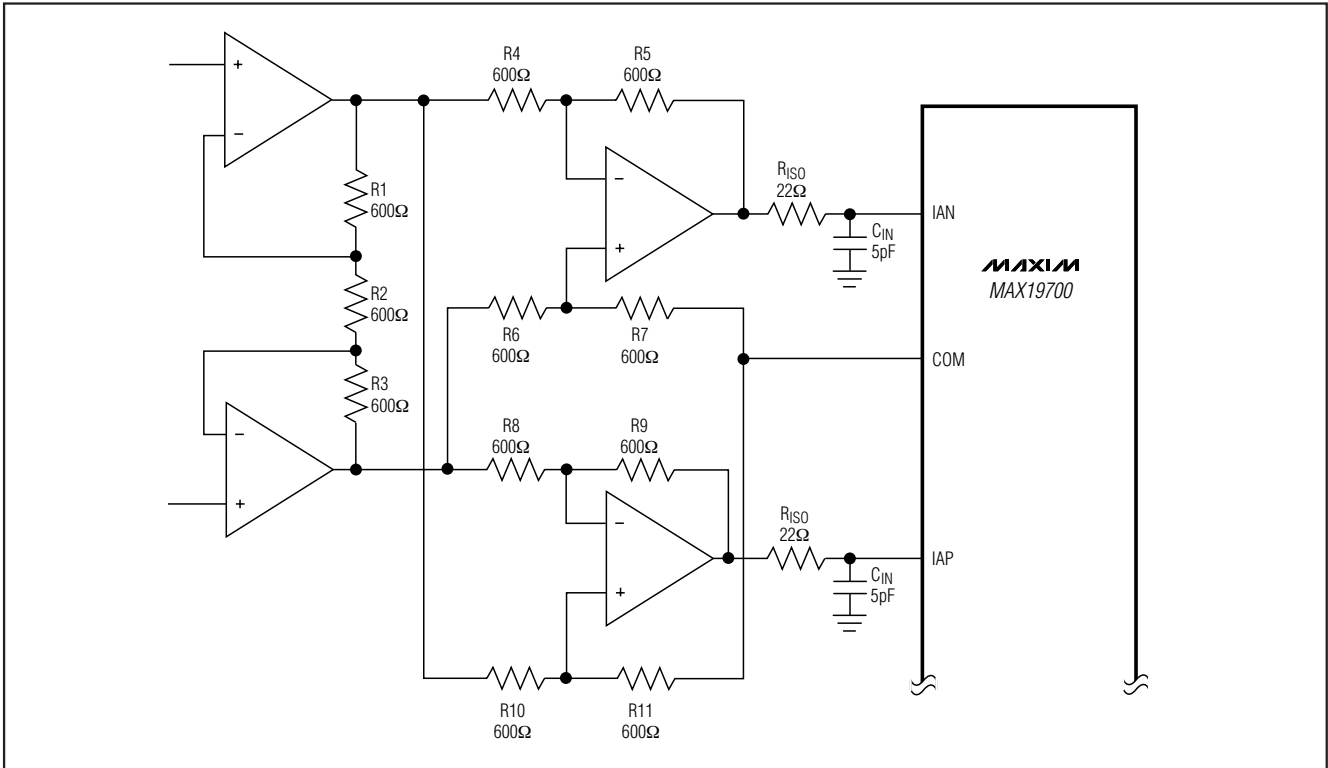 +
−
R1
600Ω
R2
600Ω
R3
600Ω
−
+
R4
600Ω
R5
600Ω
−
+
R6
600Ω
R7
600Ω
R8
600Ω
R9
600Ω
−
+
R10
600Ω
R11
600Ω
RISO
22Ω
CIN
5pF
RISO
22Ω
CIN
5pF
IAN
MAXIM
MAX19700
COM
IAP